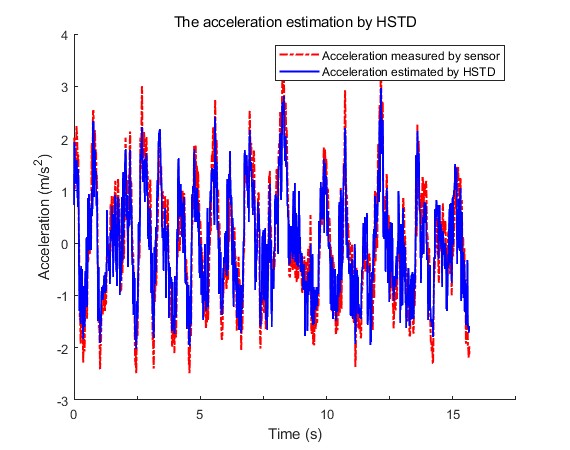 The acceleration estimation by HSTD
Acceleration measured by sensor
Acceleration estimated by HSTD
4
3
2
1
0
-1
-2
-3
Acceleration (m/s²)
0
5
10
15
Time (s)